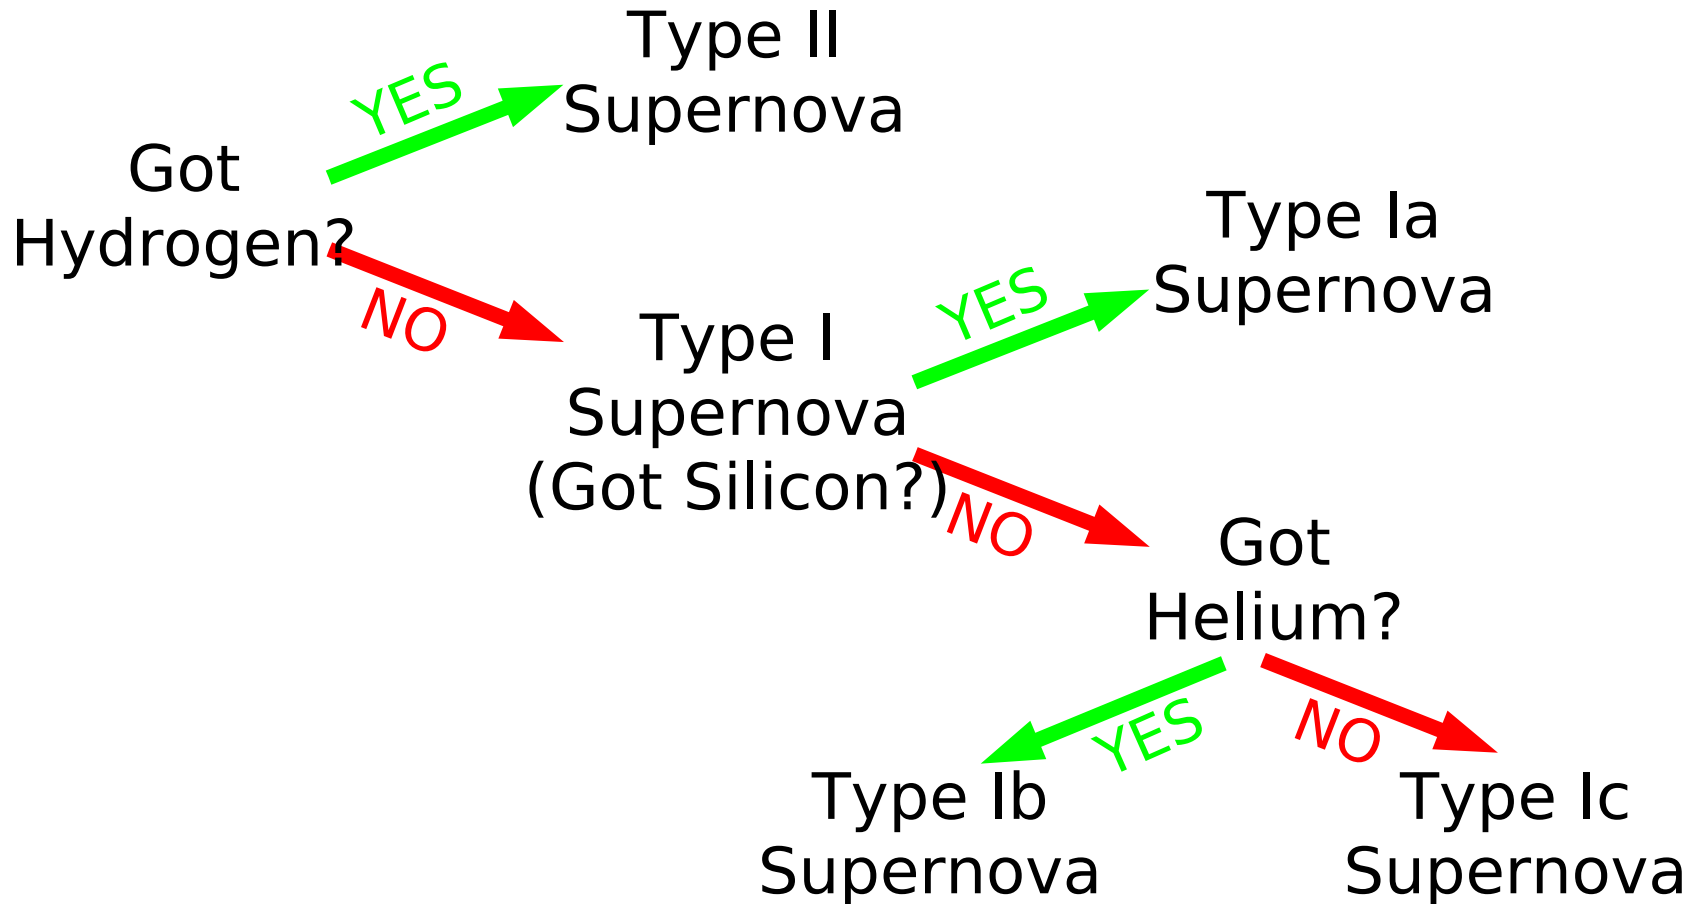 Got
Hydrogen?
YES
Type II
Supernova
NO
Type I
Supernova
(Got Silicon?)
YES
Type Ia
Supernova
NO
Got
Helium?
YES
Type Ib
Supernova
NO
Type Ic
Supernova